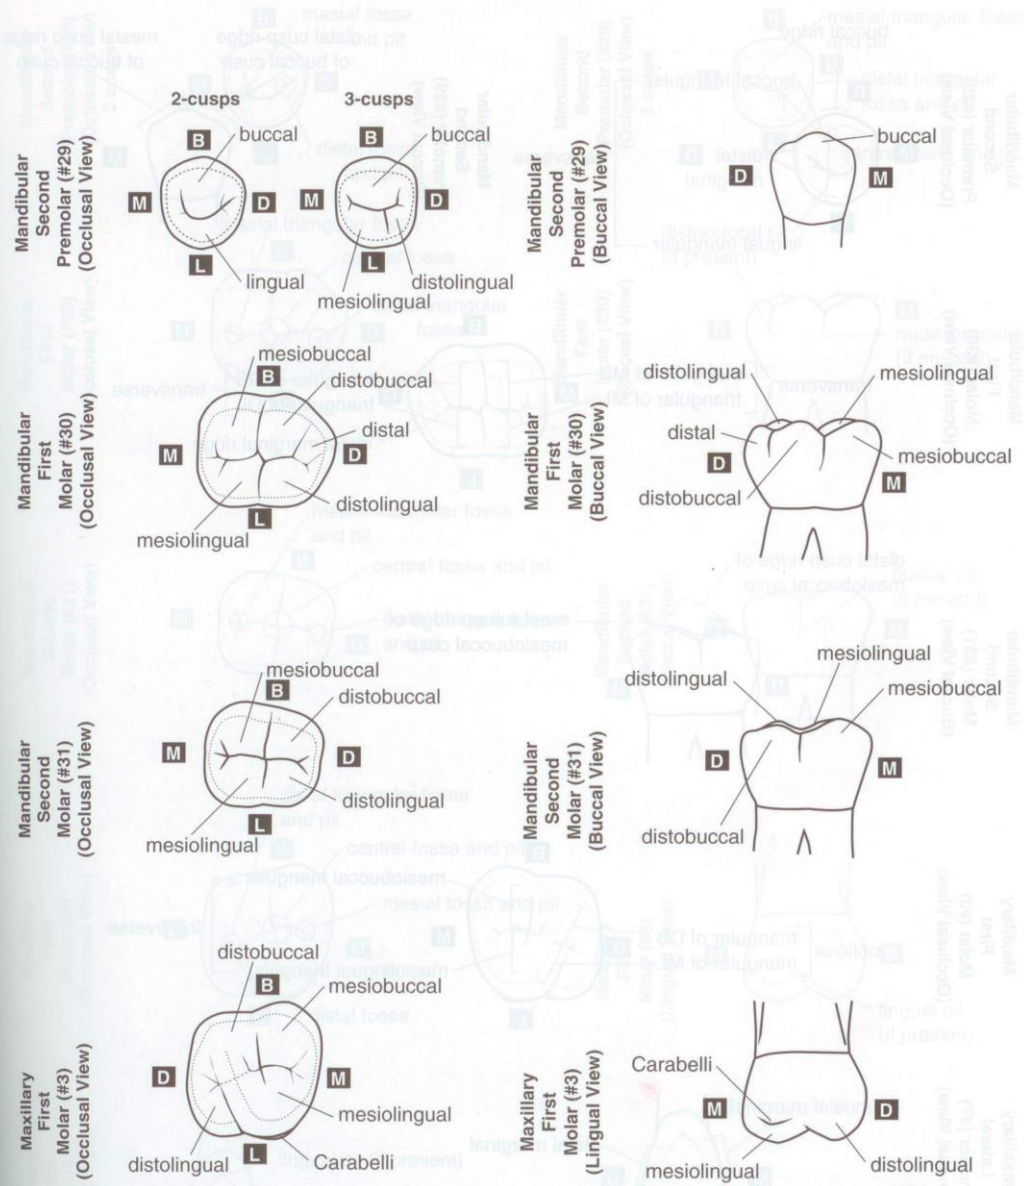 2-cusps
3-cusps
Mandibular
Second
Premolar (#29)
(Occlusal View)
B
buccal
M
D
L
lingual
B
buccal
M
D
L
distolingual
mesiolingual
Mandibular
Second
Premolar (#29)
(Buccal View)
buccal
D
M
Mandibular
First
Molar (#30)
(Occlusal View)
mesiobuccal
B
distobuccal
distal
M
D
distolingual
L
mesiolingual
Mandibular
First
Molar (#30)
(Buccal View)
distolingual
mesiolingual
distal
mesiobuccal
D
M
distobuccal
Mandibular
Second
Molar (#31)
(Occlusal View)
mesiobuccal
B
distobuccal
M
D
distolingual
L
mesiolingual
Mandibular
Second
Molar (#31)
(Buccal View)
mesiolingual
distolingual
mesiobuccal
D
M
distobuccal
Maxillary
First
Molar (#3)
(Occlusal View)
distobuccal
B
mesiobuccal
D
M
mesiolingual
L
distolingual
Carabelli
Maxillary
First
Molar (#3)
(Lingual View)
Carabelli
M
D
mesiolingual
distolingual